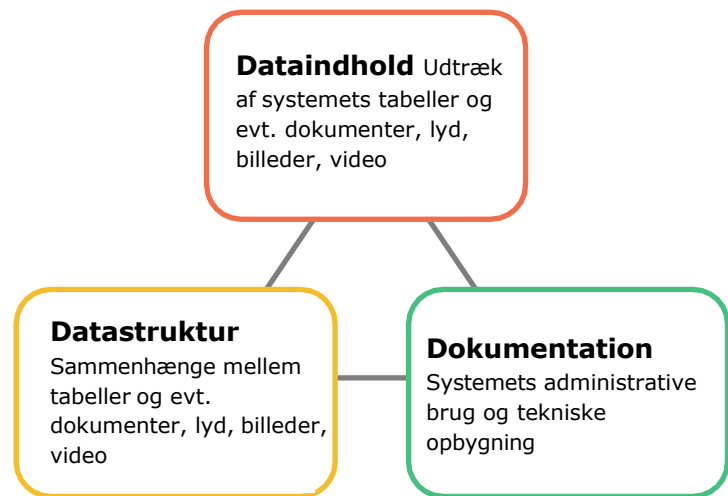 Dataindhold Udtræk
af systemets tabeller og
evt. dokumenter, lyd,
billeder, video
Datastruktur
Sammenhænge mellem
tabeller og evt.
dokumenter, lyd, billeder,
video
Dokumentation
Systemets administrative
brug og tekniske
opbygning